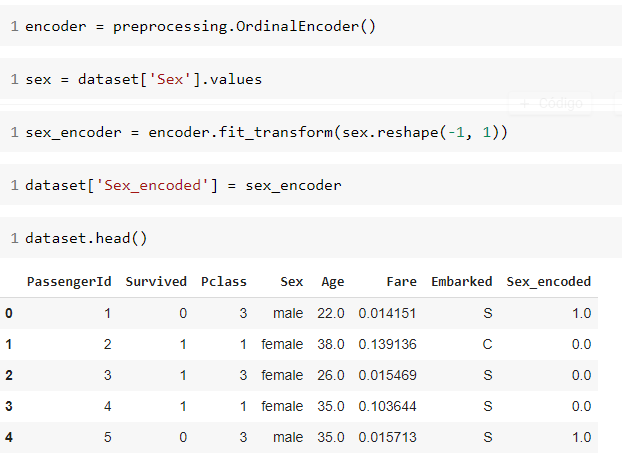 1 encoder = preprocessing.OrdinalEncoder()
1 sex = dataset['Sex'].values
+ Código
1 sex_encoder = encoder.fit_transform(sex.reshape(-1, 1))
1 dataset['Sex_encoded'] = sex_encoder
1 dataset.head()
PassengerId Survived Pclass Sex Age Fare Embarked Sex_encoded
0 1 0 3 male 22.0 0.014151 S 1.0
1 2 1 1 female 38.0 0.139136 C 0.0
2 3 1 3 female 26.0 0.015469 S 0.0
3 4 1 1 female 35.0 0.103644 S 0.0
4 5 0 3 male 35.0 0.015713 S 1.0